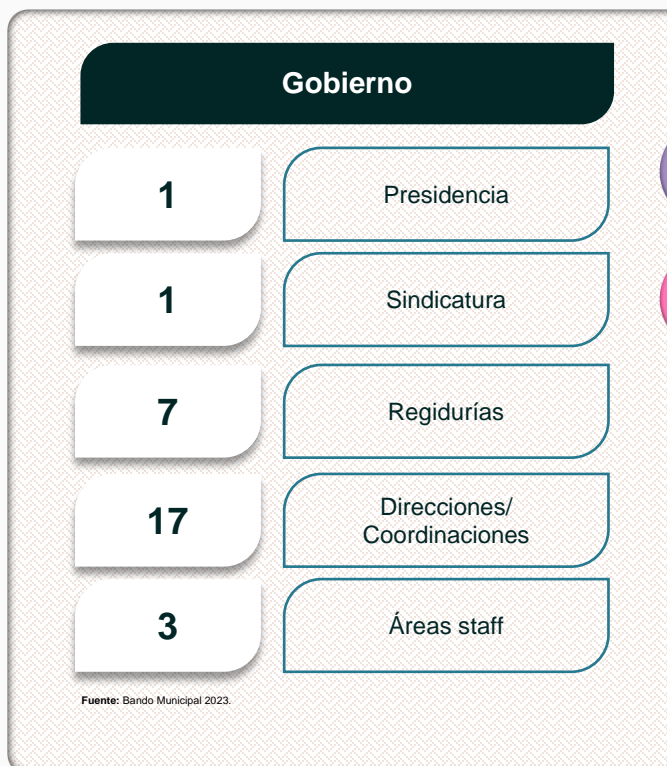 Gobierno
1
Presidencia
1
Sindicatura
7
Regidurías
17
Direcciones/
Coordinaciones
3
Áreas staff
Fuente: Bando Municipal 2023.